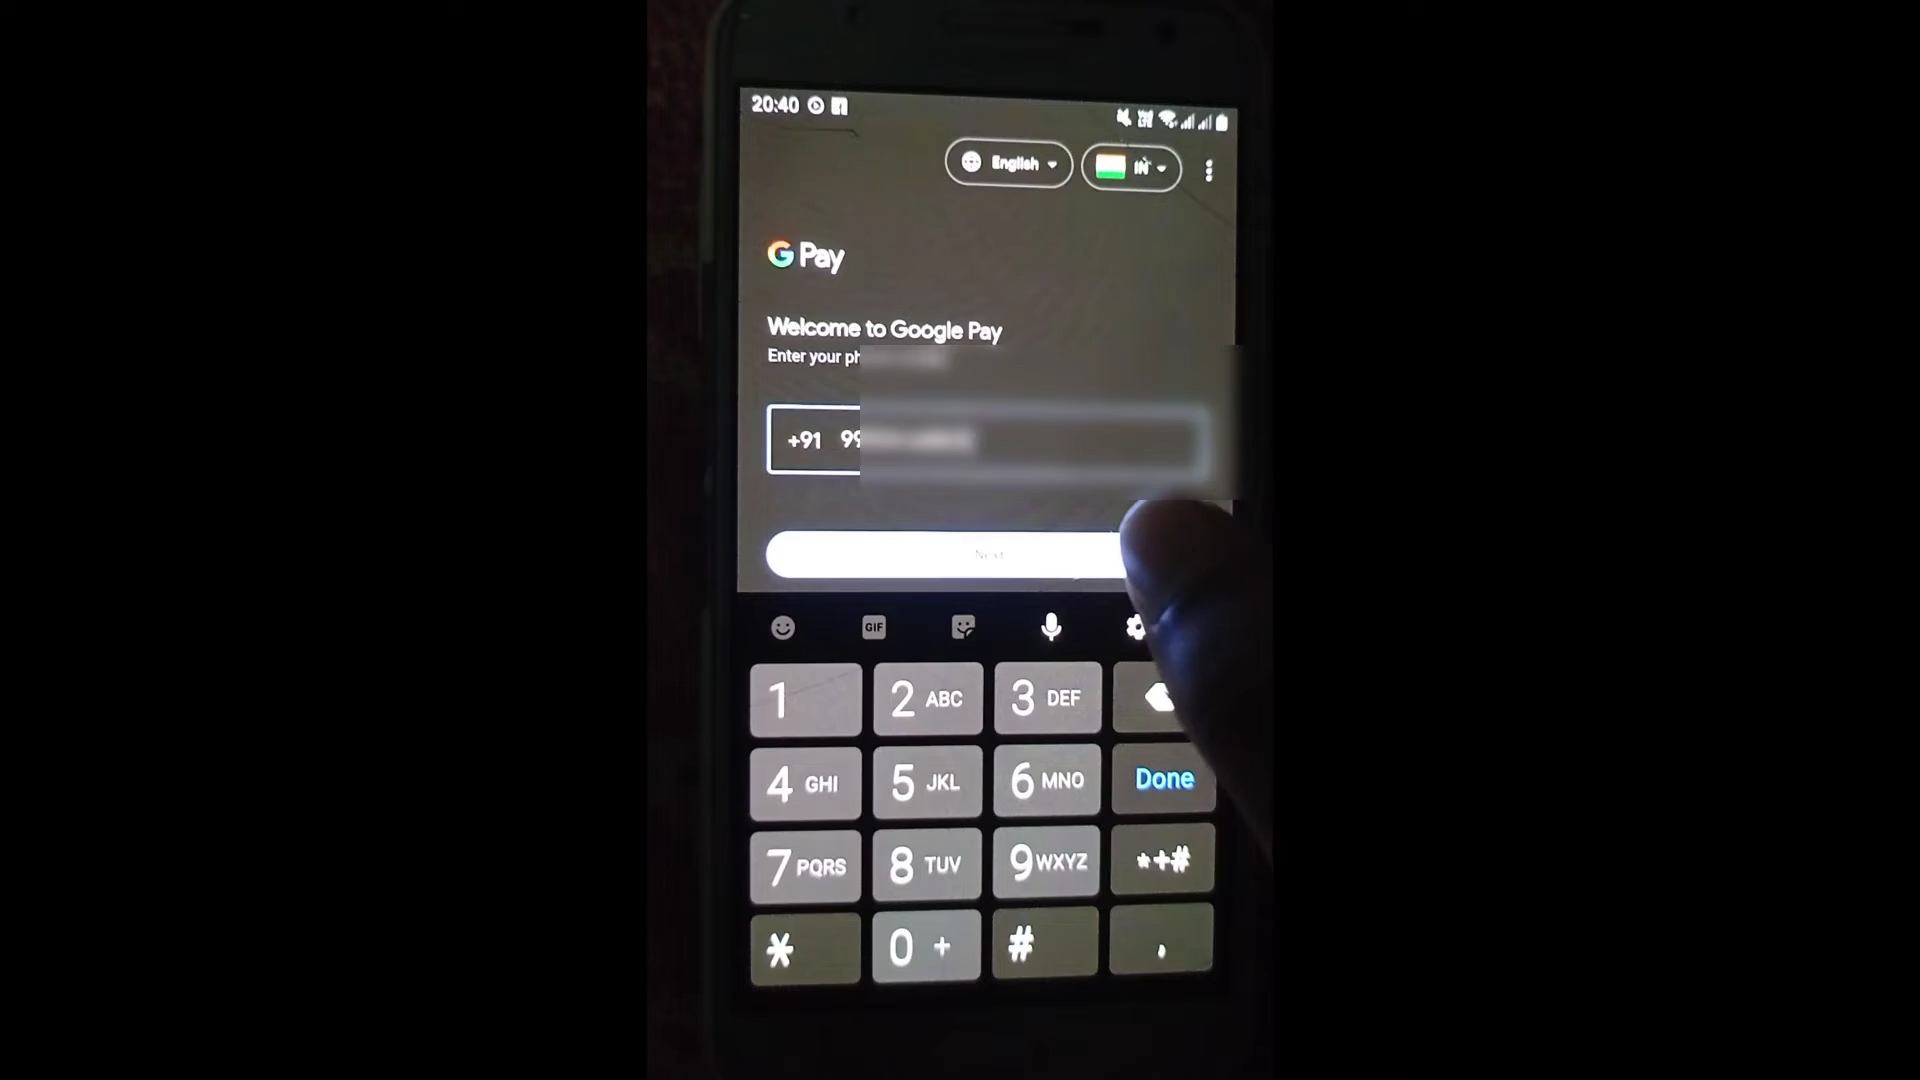 20:40
English
IN
G Pay
Welcome to Google Pay
Enter your
+91 99
Next
GIF
1
2 ABC
3 DEF
4 GHI
5 JKL
6 MNO
Done
7 PQRS
8 TUV
9 WXYZ
*+#
*
0 +
#
,